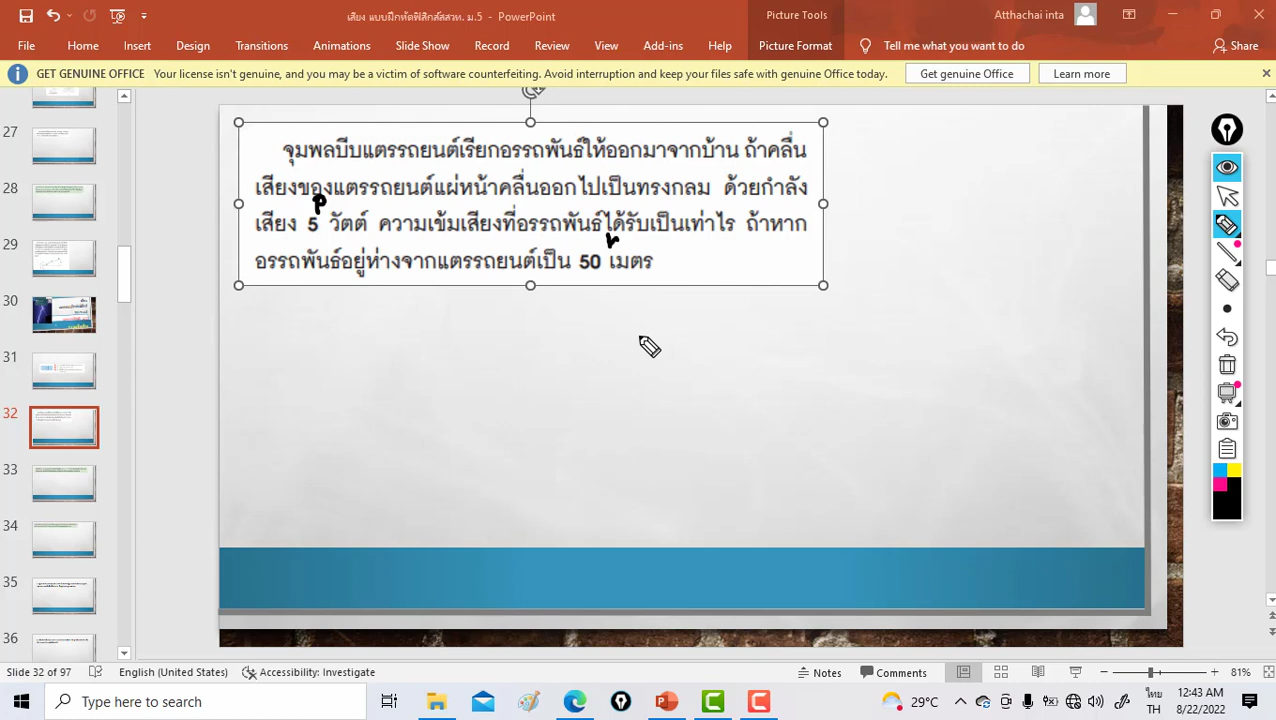 เสียง แบบฝึกหัดฟิสิกส์สสวท. ม.5 - PowerPoint
Picture Tools
Atthachai inta
File Home Insert Design Transitions Animations Slide Show Record Review View Add-ins Help Picture Format Tell me what you want to do Share
GET GENUINE OFFICE Your license isn't genuine, and you may be a victim of software counterfeiting. Avoid interruption and keep your files safe with genuine Office today. Get genuine Office Learn more
27
28
29
30
31
32
33
34
35
36
จุมพลบีบแตรรถยนต์เรียกอรรถพันธ์ให้ออกมาจากบ้าน ถ้าคลื่น
เสียงของแตรรถยนต์แผ่หน้าคลื่นออกไปเป็นทรงกลม ด้วยกำลัง
P
เสียง 5 วัตต์ ความเข้มเสียงที่อรรถพันธ์ได้รับเป็นเท่าไร ถ้าหาก
r
อรรถพันธ์อยู่ห่างจากแตรรถยนต์เป็น 50 เมตร
Slide 32 of 97 English (United States) Accessibility: Investigate Notes Comments 81%
Type here to search 29°C ไทย 12:43 AM
TH 8/22/2022